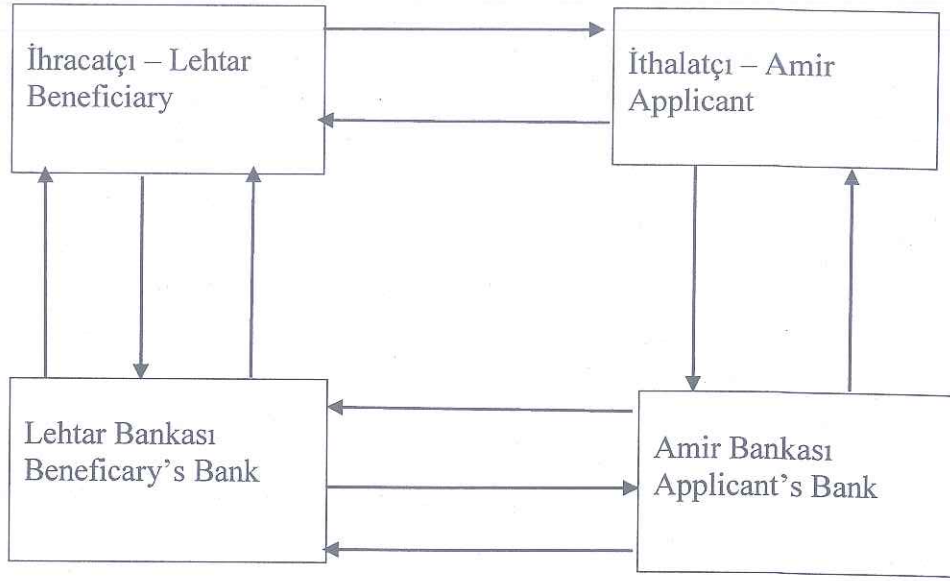 İhracatçı – Lehtar
Beneficiary
İthalatçı – Amir
Applicant
Lehtar Bankası
Beneficary's Bank
Amir Bankası
Applicant's Bank